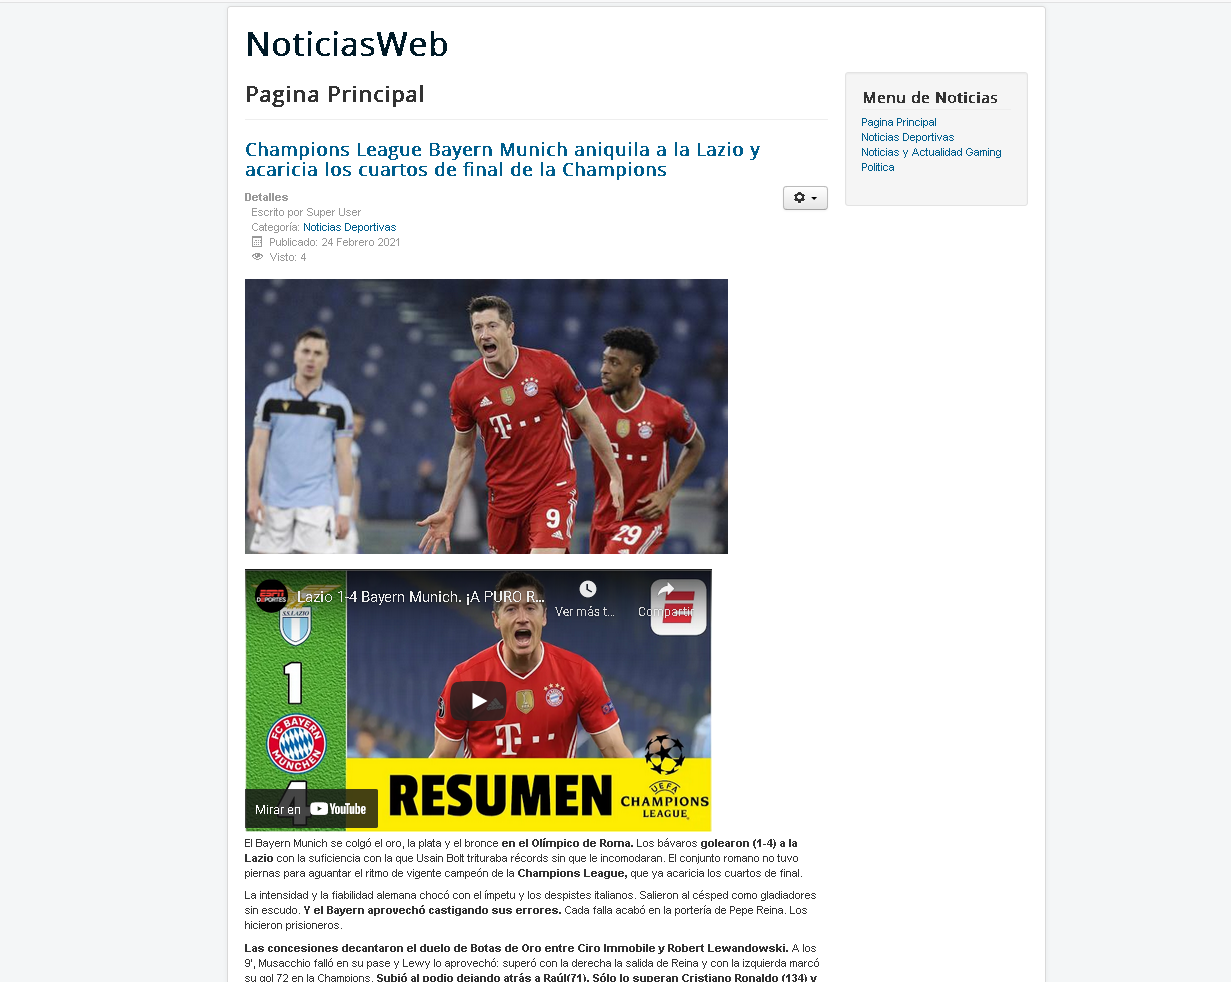 NoticiasWeb
Pagina Principal
Menu de Noticias
Pagina Principal
Noticias Deportivas
Noticias y Actualidad Gaming
Politica
Champions League Bayern Munich aniquila a la Lazio y
acaricia los cuartos de final de la Champions
Detalles
Escrito por Super User
Categoría: Noticias Deportivas
Publicado: 24 Febrero 2021
Visto: 4
T
9
29
ESPN
DEPORTES
Lazio 1-4 Bayern Munich. ¡A PURO R...
Ver más t...
Compartir
S.S. LAZIO
1
FC BAYERN
MÜNCHEN
4
T
RESUMEN
UEFA
CHAMPIONS
LEAGUE
Mirar en YouTube
El Bayern Munich se colgó el oro, la plata y el bronce en el Olímpico de Roma. Los bávaros golearon (1-4) a la
Lazio con la suficiencia con la que Usain Bolt trituraba récords sin que le incomodaran. El conjunto romano no tuvo
piernas para aguantar el ritmo de vigente campeón de la Champions League, que ya acaricia los cuartos de final.
La intensidad y la fiabilidad alemana chocó con el ímpetu y los despistes italianos. Salieron al césped como gladiadores
sin escudo. Y el Bayern aprovechó castigando sus errores. Cada falla acabó en la portería de Pepe Reina. Los
hicieron prisioneros.
Las concesiones decantaron el duelo de Botas de Oro entre Ciro Immobile y Robert Lewandowski. A los
9', Musacchio falló en su pase y Lewy lo aprovechó: superó con la derecha la salida de Reina y con la izquierda marcó
su gol 72 en la Champions. Subió al podio dejando atrás a Raúl(71). Sólo lo superan Cristiano Ronaldo (134) y